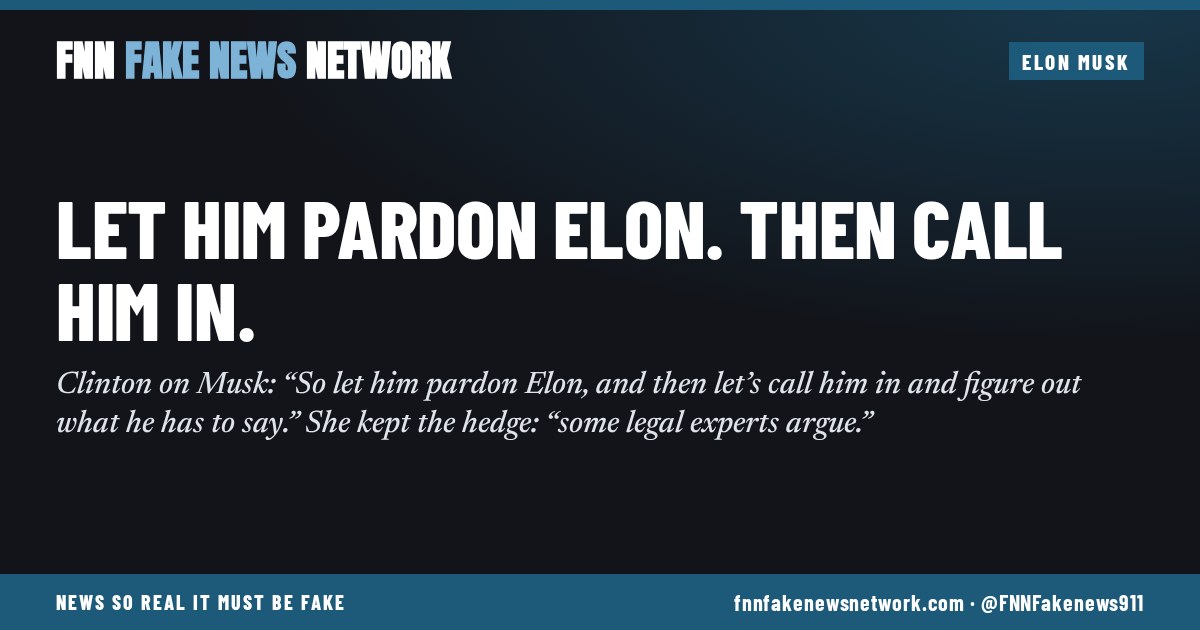 FNN FAKE NEWS NETWORK
ELON MUSK
LET HIM PARDON ELON. THEN CALL
HIM IN.
Clinton on Musk: “So let him pardon Elon, and then let’s call him in and figure out
what he has to say.” She kept the hedge: “some legal experts argue.”
NEWS SO REAL IT MUST BE FAKE
fnnfakenewsnetwork.com · @FNNFakenews911